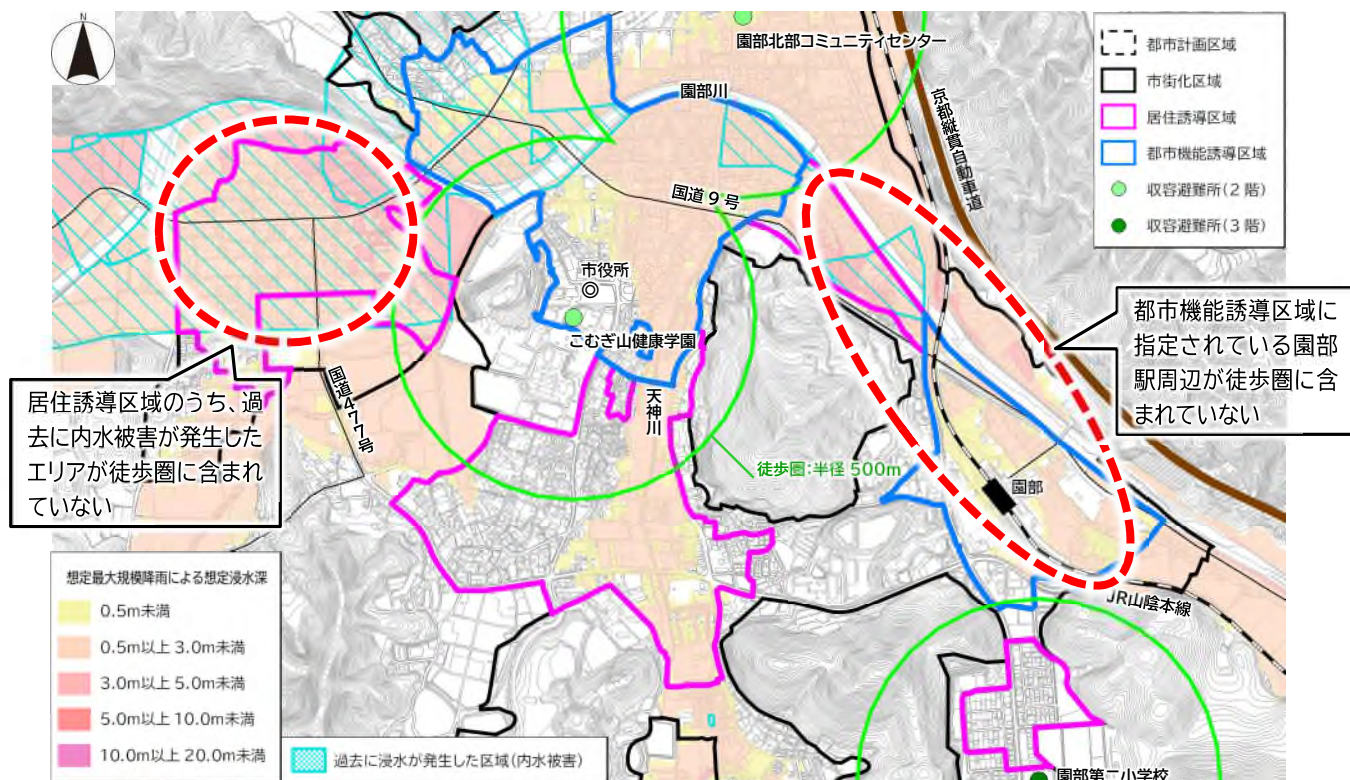 N
園部北部コミュニティセンター
園部川
京都縦貫自動車道
国道9号
市役所
こむぎ山健康学園
天神川
国道477号
徒歩圏:半径500m
園部
JR山陰本線
園部第二小学校
都市計画区域
市街化区域
居住誘導区域
都市機能誘導区域
収容避難所(2階)
収容避難所(3階)
都市機能誘導区域に
指定されている園部
駅周辺が徒歩圏に含
まれていない
居住誘導区域のうち、過
去に内水被害が発生した
エリアが徒歩圏に含まれ
ていない
想定最大規模降雨による想定浸水深
0.5m未満
0.5m以上3.0m未満
3.0m以上5.0m未満
5.0m以上10.0m未満
10.0m以上20.0m未満
過去に浸水が発生した区域(内水被害)